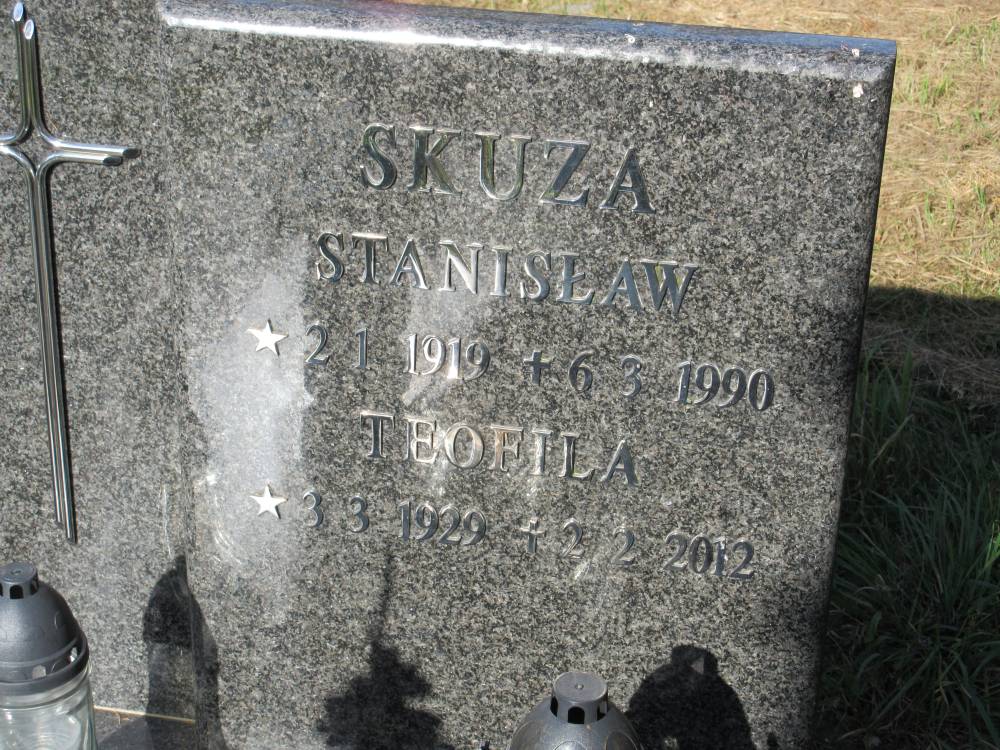 SKUZA
STANISŁAW
★ 2 1 1919 ✝ 6 3 1990
TEOFILA
★ 3 3 1929 ✝ 2 2 2012